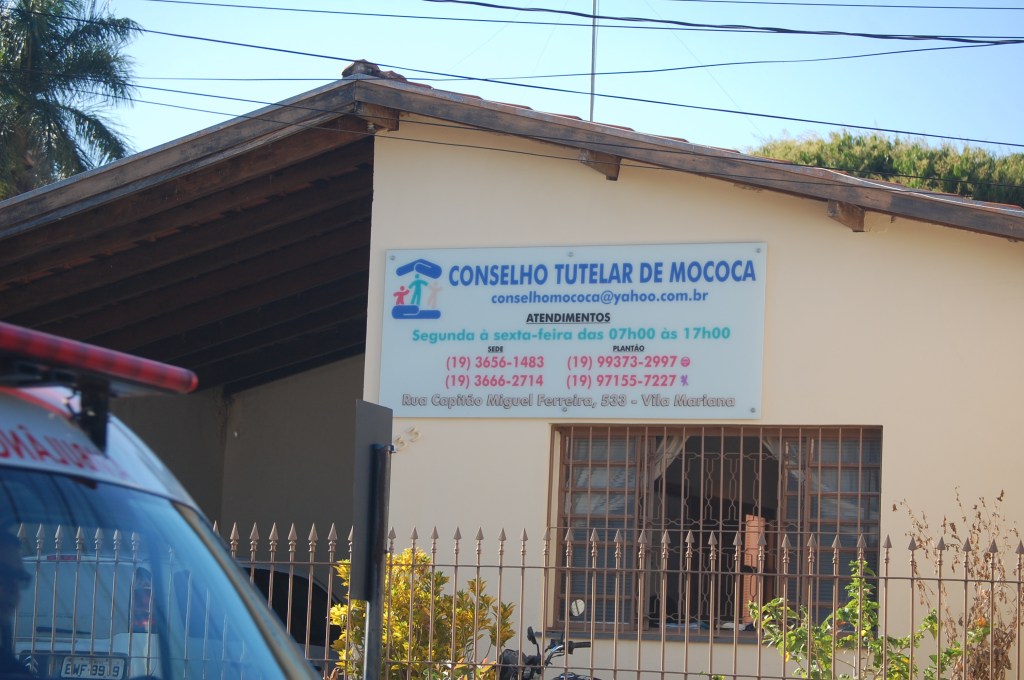 CONSELHO TUTELAR DE MOCOCA
conselhomococa@yahoo.com.br
ATENDIMENTOS
Segunda à sexta-feira das 07h00 às 17h00
SEDE PLANTÃO
(19) 3656-1483 (19) 99373-2997
(19) 3666-2714 (19) 97155-7227
Rua Capitão Miguel Ferreira, 533 - Vila Mariana